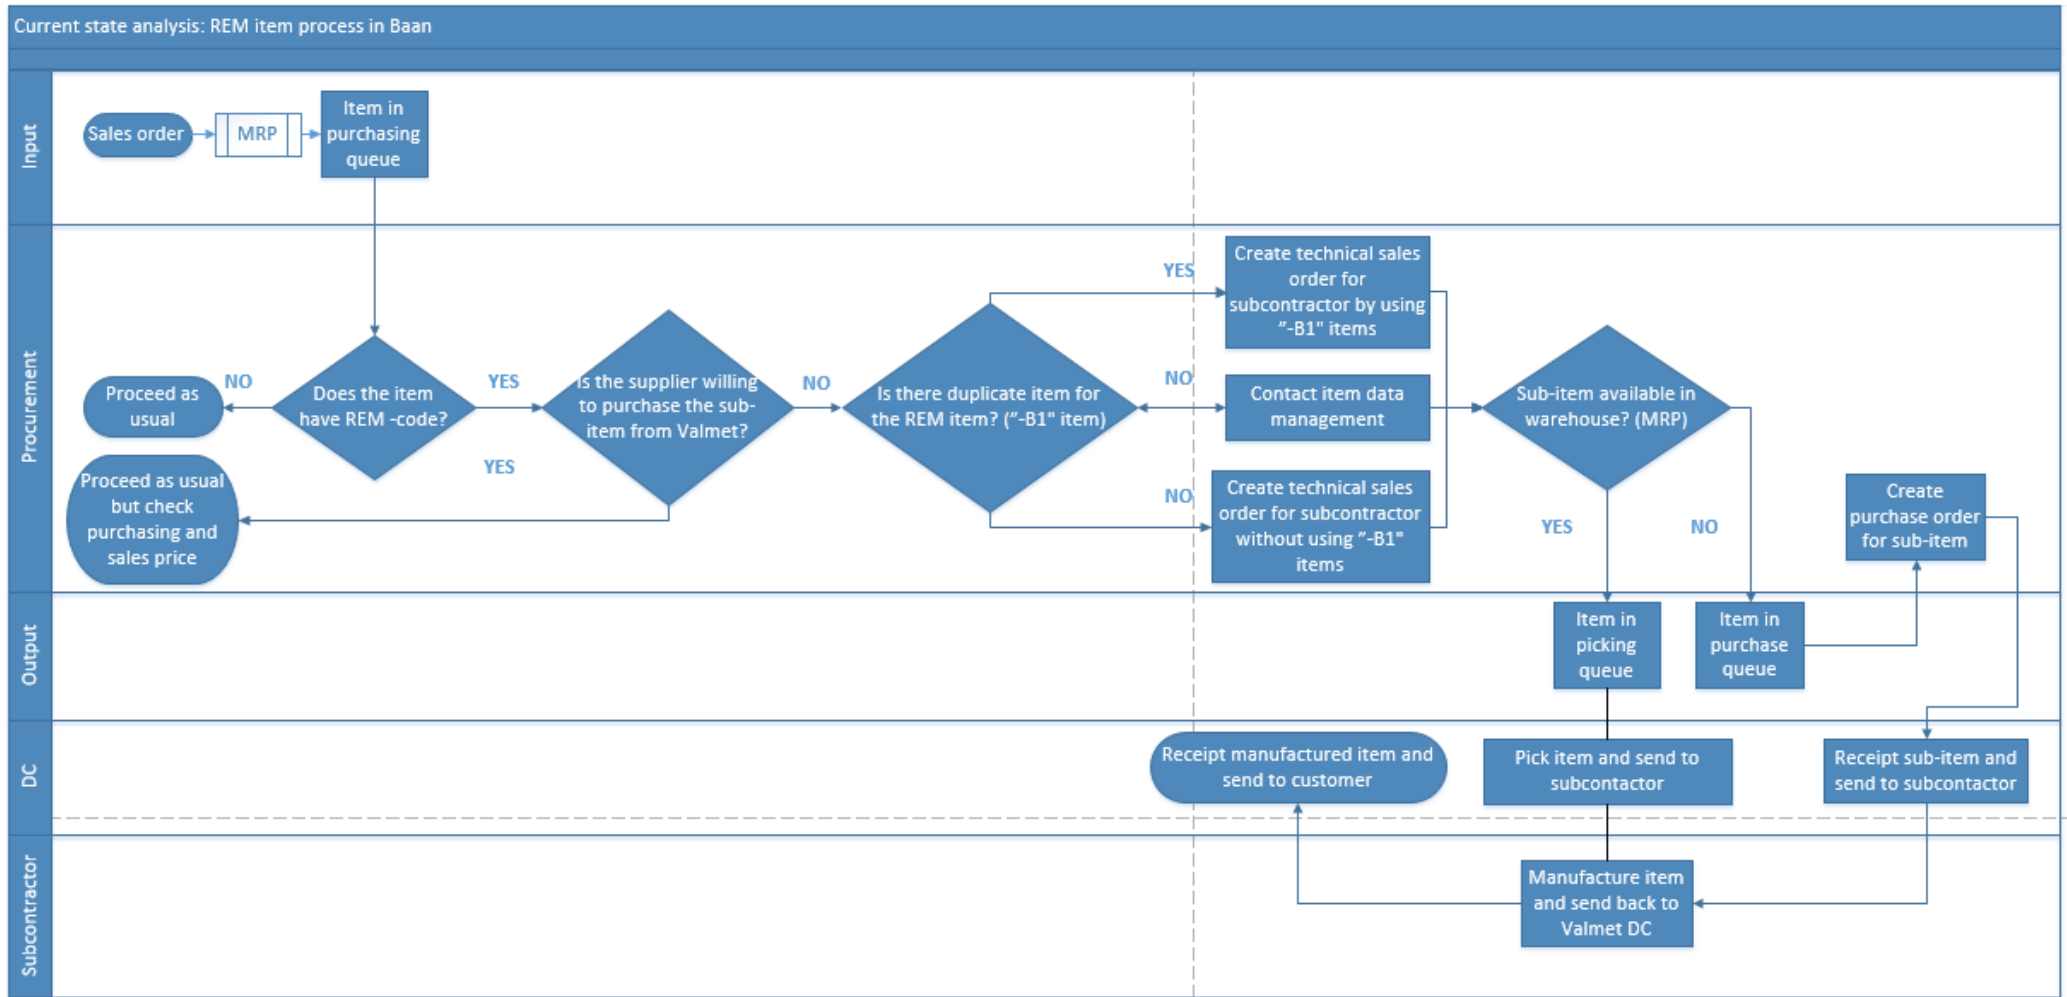 Current state analysis: REM item process in Baan
Input
Sales order
MRP
Item in
purchasing
queue
Procurement
Proceed as
usual
NO
Does the item
have REM -code?
YES
Is the supplier willing
to purchase the sub-
item from Valmet?
YES
Proceed as usual
but check
purchasing and
sales price
NO
Is there duplicate item for
the REM item? (”-B1" item)
YES
Create technical sales
order for
subcontractor by using
”-B1" items
NO
Contact item data
management
NO
Create technical sales
order for subcontractor
without using ”-B1"
items
Sub-item available in
warehouse? (MRP)
YES
NO
Create
purchase order
for sub-item
Output
Item in
picking
queue
Item in
purchase
queue
DC
Receipt manufactured item and
send to customer
Pick item and send to
subcontactor
Receipt sub-item and
send to subcontactor
Subcontractor
Manufacture item
and send back to
Valmet DC